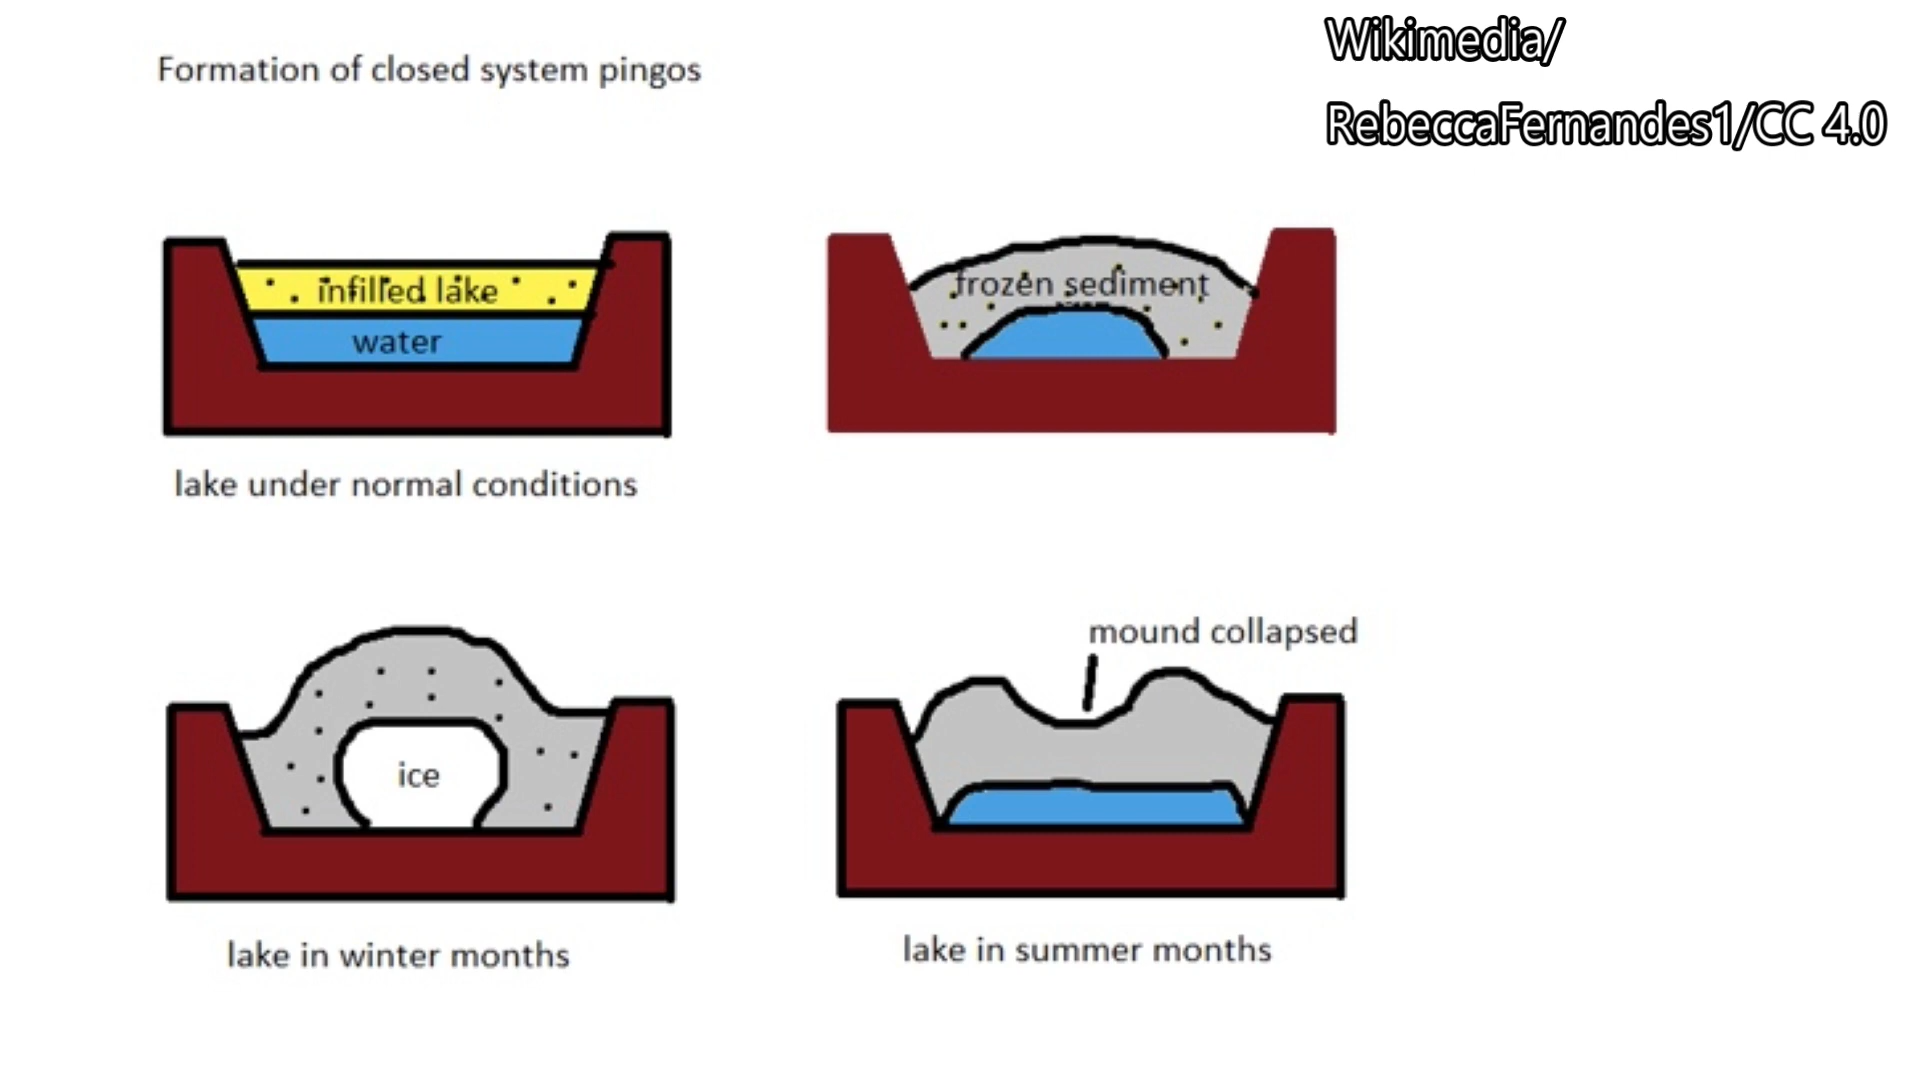 Formation of closed system pingos
Wikimedia/
RebeccaFernandes1/CC 4.0
infilled lake
water
lake under normal conditions
frozen sediment
ice
lake in winter months
mound collapsed
lake in summer months